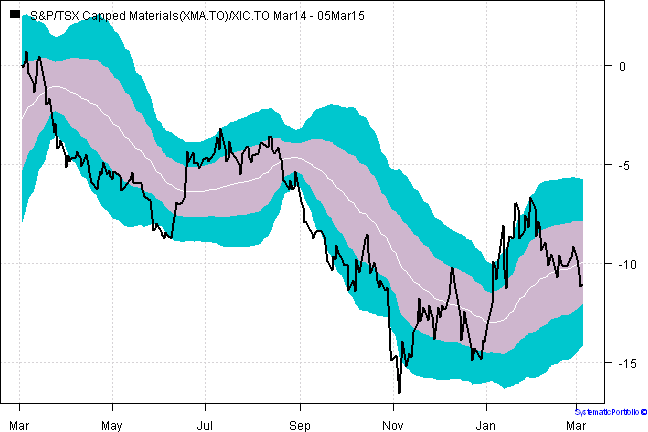 S&P/TSX Capped Materials(XMA.TO)/XIC.TO Mar14 - 05Mar15
0
-5
-10
-15
Mar May Jul Sep Nov Jan Mar
SystematicPortfolio ©